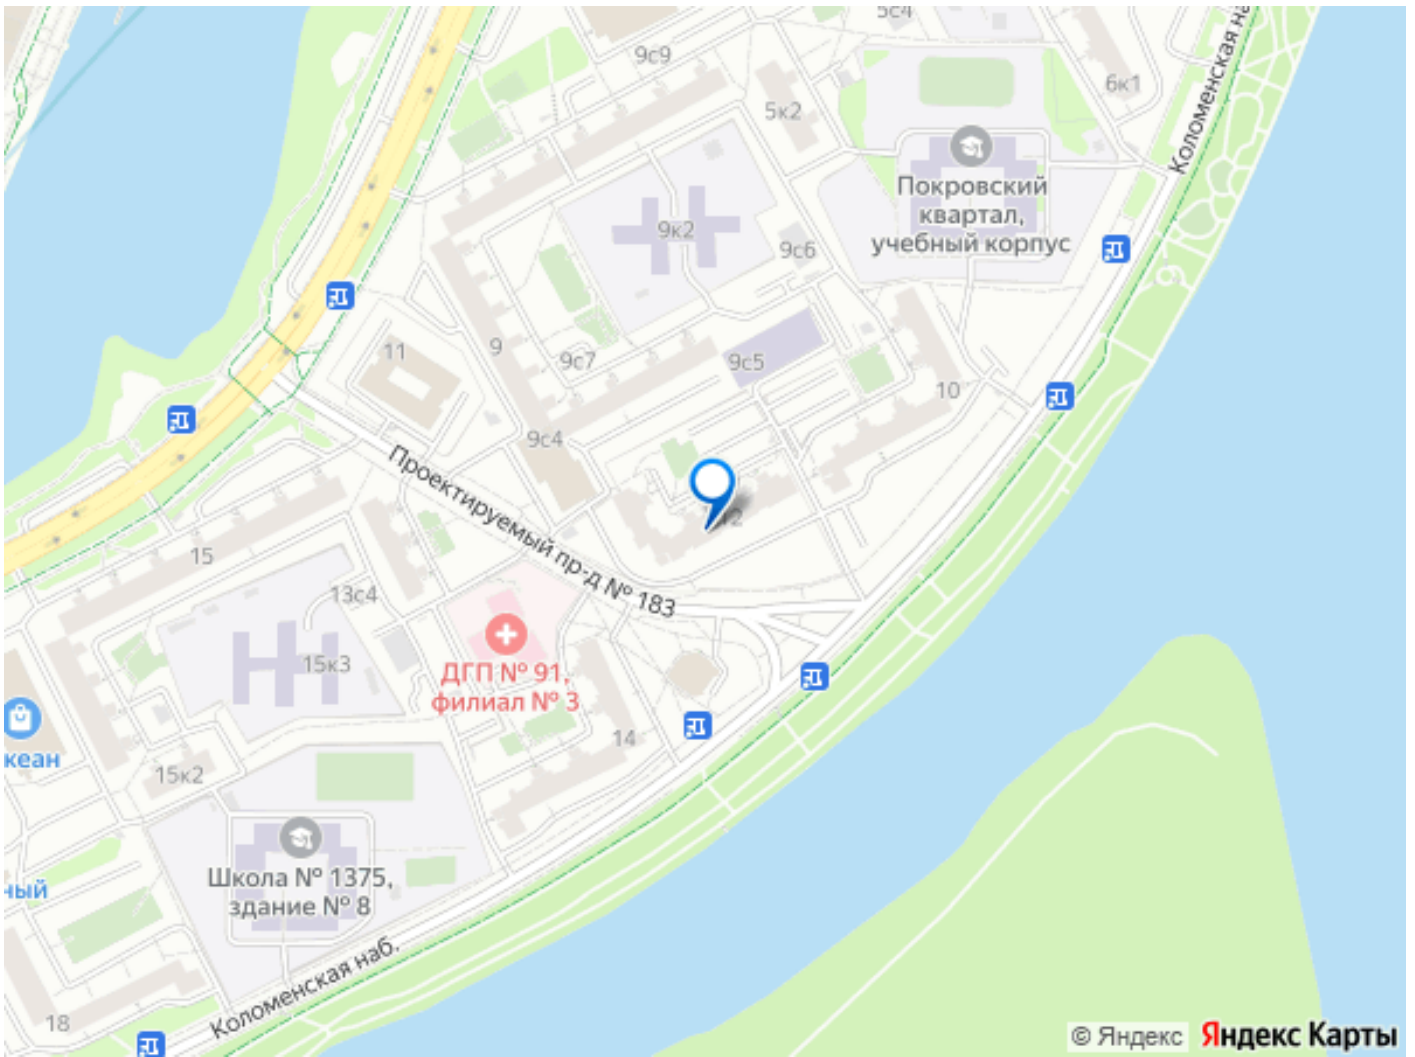 5с4
9с9
6к1
5к2
Коломенская на
Покровский
квартал,
учебный корпус
9к2
9с6
11
9
9с7
9с5
10
9с4
Проектируемый пр-д № 183
15
13с4
15к3
ДГП № 91,
филиал № 3
14
кеан
15к2
Школа № 1375,
здание № 8
ный
Коломенская наб.
18
© Яндекс Яндекс Карты